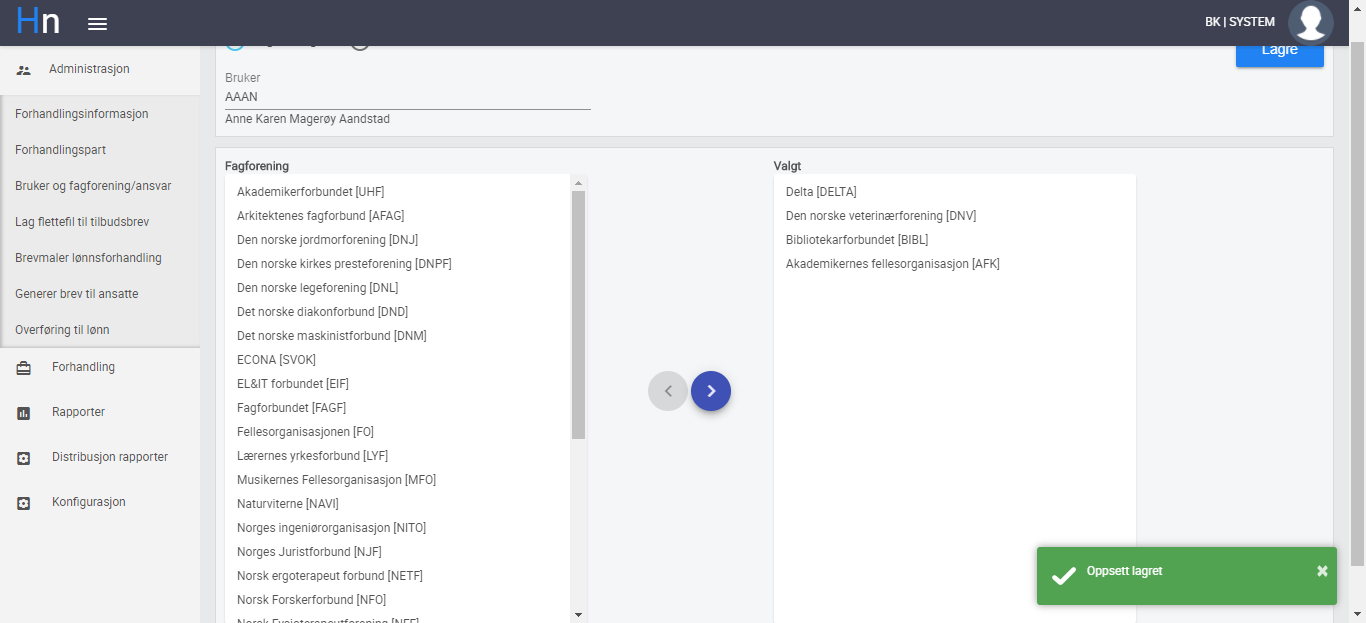 Hn
BK | SYSTEM
Lagre
Administrasjon
Forhandlingsinformasjon
Forhandlingspart
Bruker og fagforening/ansvar
Lag flettefil til tilbudsbrev
Brevmaler lønnsforhandling
Generer brev til ansatte
Overføring til lønn
Forhandling
Rapporter
Distribusjon rapporter
Konfigurasjon
Bruker
AAAN
Anne Karen Magerøy Aandstad
Fagforening
Akademikerforbundet [UHF]
Arkitektenes fagforbund [AFAG]
Den norske jordmorforening [DNJ]
Den norske kirkes presteforening [DNPF]
Den norske legeforening [DNL]
Det norske diakonforbund [DND]
Det norske maskinistforbund [DNM]
ECONA [SVOK]
EL&IT forbundet [EIF]
Fagforbundet [FAGF]
Fellesorganisasjonen [FO]
Lærernes yrkesforbund [LYF]
Musikernes Fellesorganisasjon [MFO]
Naturviterne [NAVI]
Norges ingeniørorganisasjon [NITO]
Norges Juristforbund [NJF]
Norsk ergoterapeut forbund [NETF]
Norsk Forskerforbund [NFO]
Norsk Fysioterapeutforening [NFF]
Valgt
Delta [DELTA]
Den norske veterinærforening [DNV]
Bibliotekarforbundet [BIBL]
Akademikernes fellesorganisasjon [AFK]
Oppsett lagret